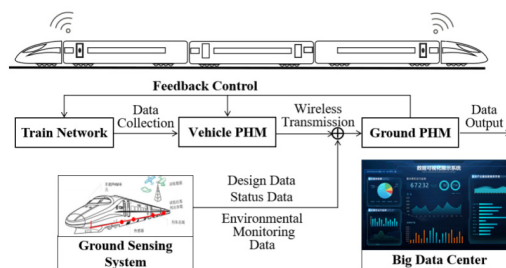 Feedback Control
Data
Collection
Wireless
Transmission
Data
Output
Train Network
Vehicle PHM
Ground PHM
Design Data
Status Data
Environmental
Monitoring
Data
Ground Sensing
System
67232
Big Data Center